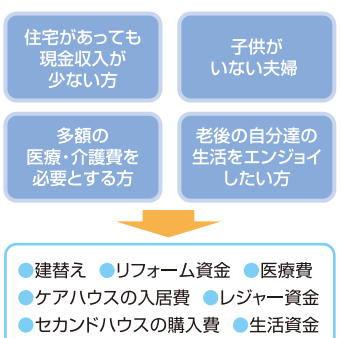 住宅があっても
現金収入が
少ない方
子供が
いない夫婦
多額の
医療・介護費を
必要とする方
老後の自分達の
生活をエンジョイ
したい方
●建替え ●リフォーム資金 ●医療費
●ケアハウスの入居費 ●レジャー資金
●セカンドハウスの購入費 ●生活資金